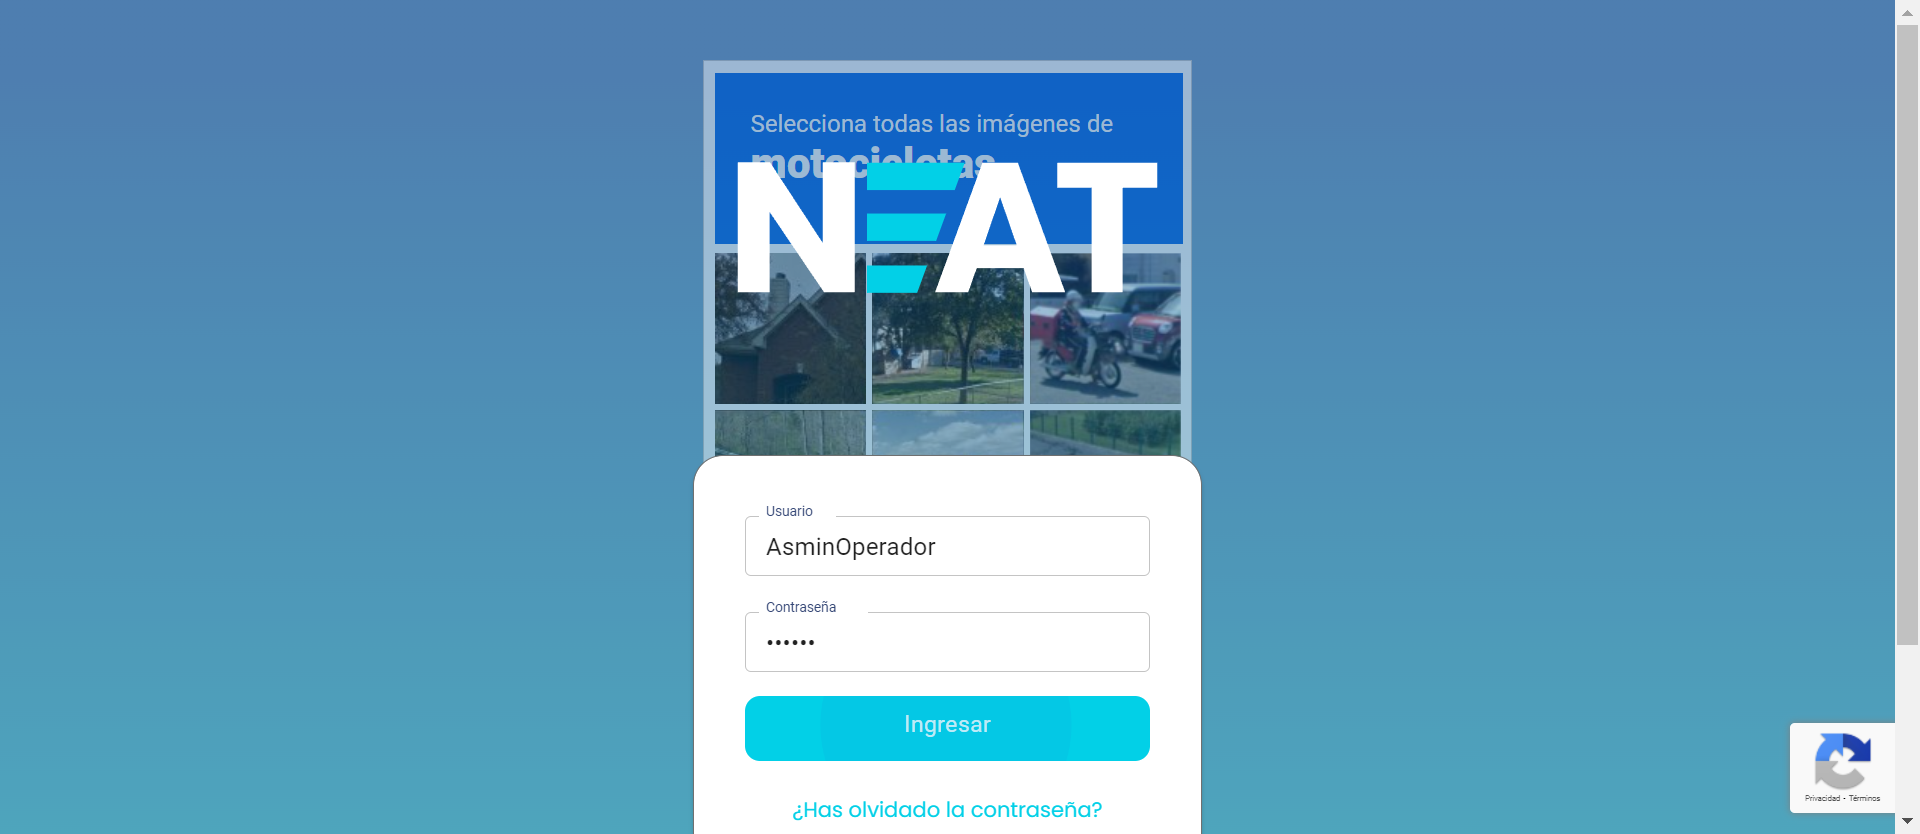 Selecciona todas las imágenes de
motocicletas
NEAT
Usuario
AsminOperador
Contraseña
••••••
Ingresar
¿Has olvidado la contraseña?
Privacidad - Términos